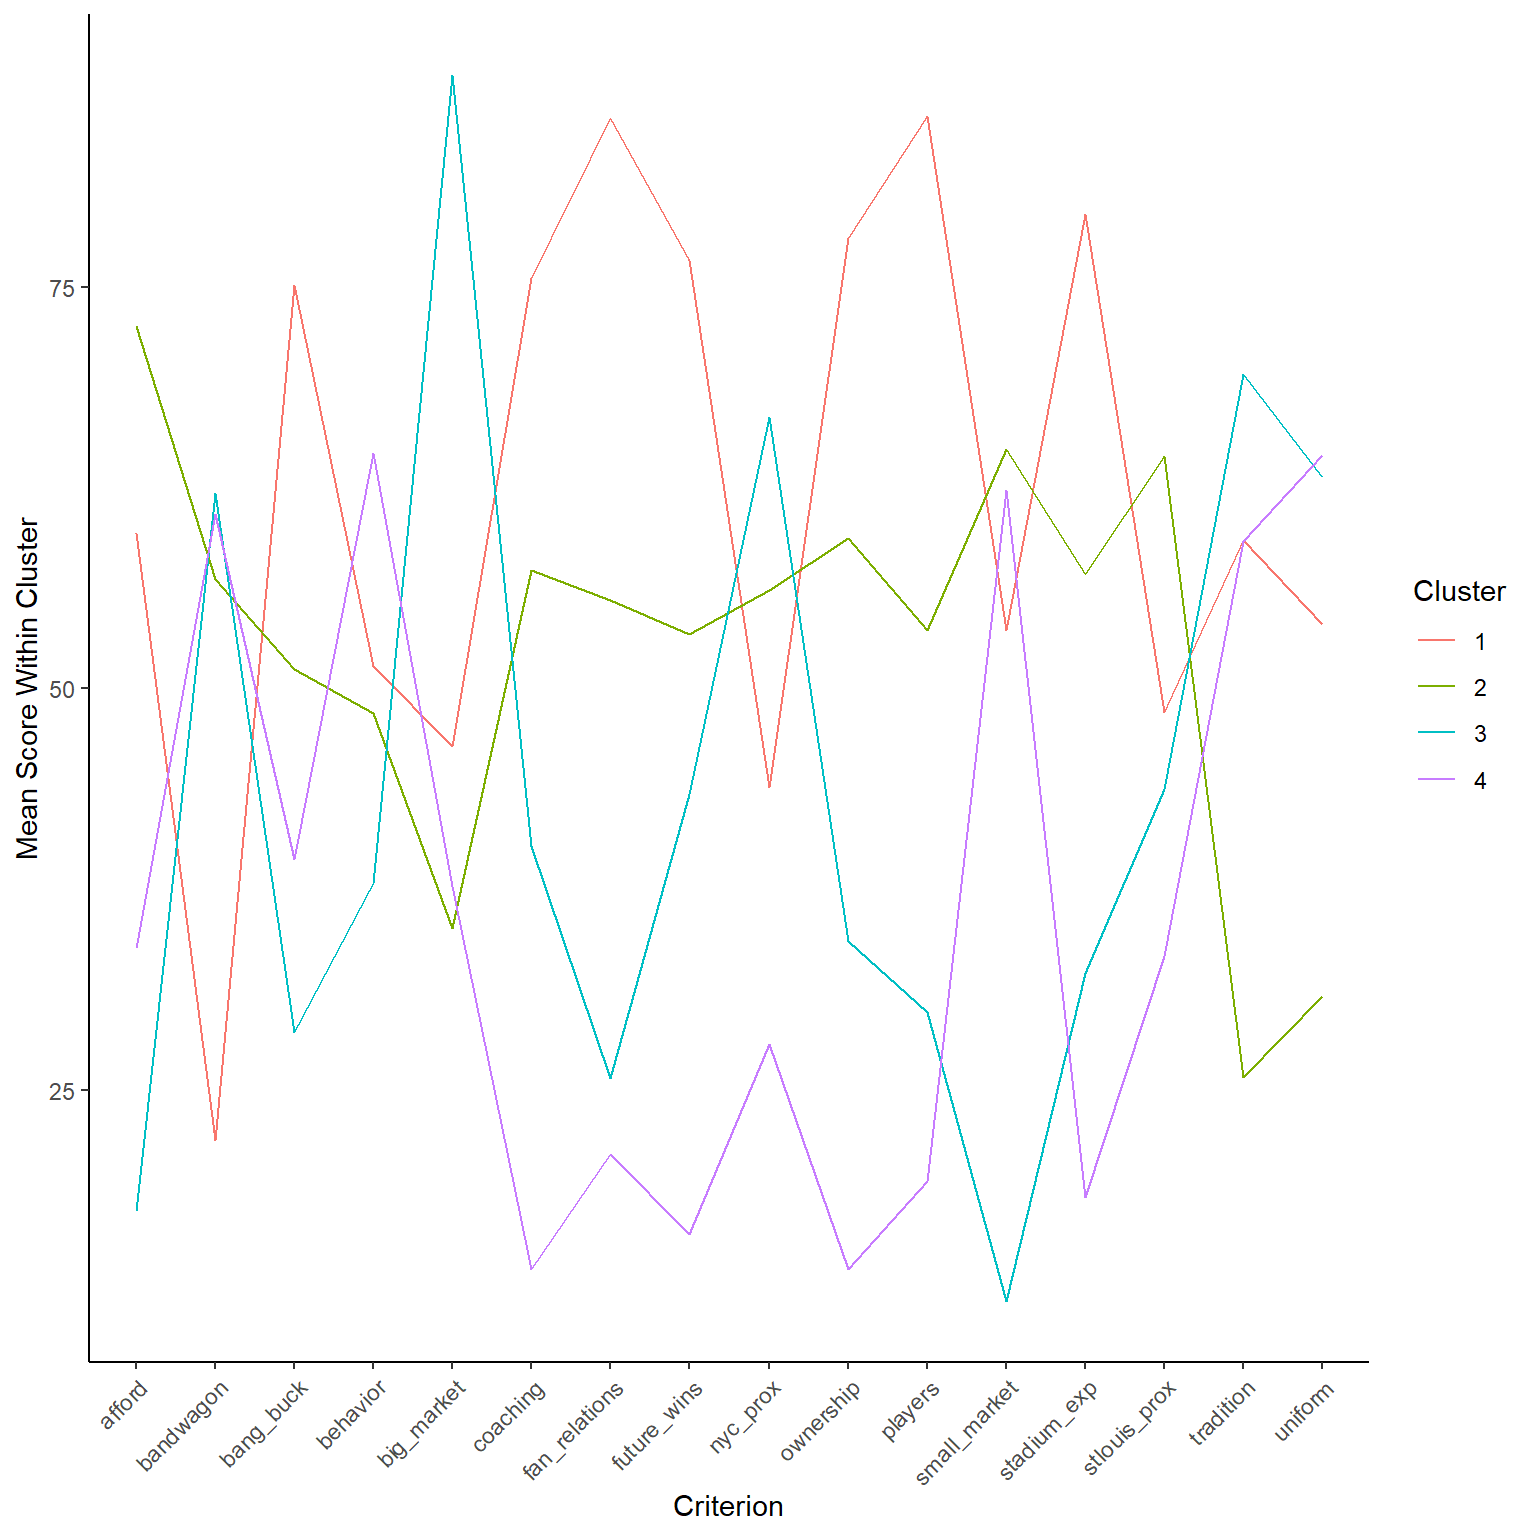 Mean Score Within Cluster
75
50
25
afford
bandwagon
bang_buck
behavior
big_market
coaching
fan_relations
future_wins
nyc_prox
ownership
players
small_market
stadium_exp
stlouis_prox
tradition
uniform
Criterion
Cluster
1
2
3
4